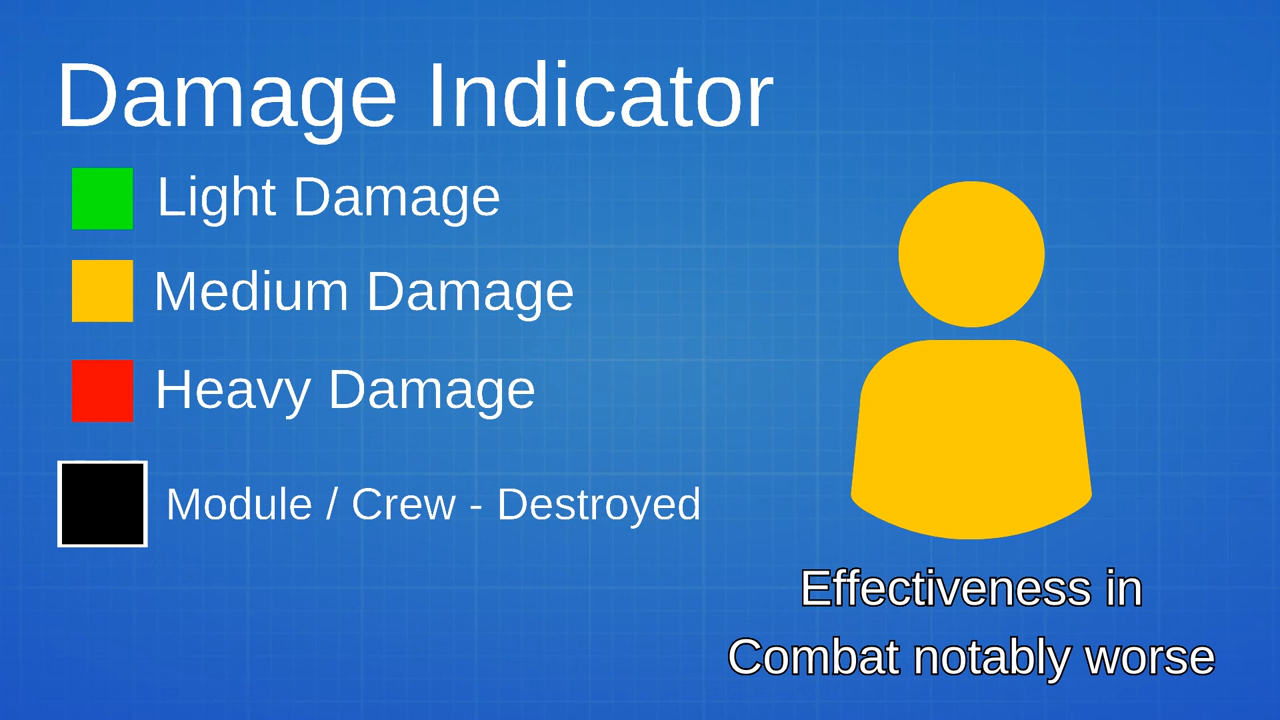 Damage Indicator
Light Damage
Medium Damage
Heavy Damage
Module / Crew - Destroyed
Effectiveness in
Combat notably worse